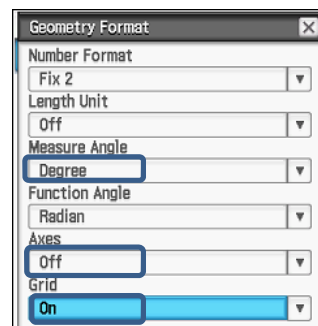 Geometry Format
Number Format
Fix 2
Length Unit
Off
Measure Angle
Degree
Function Angle
Radian
Axes
Off
Grid
On